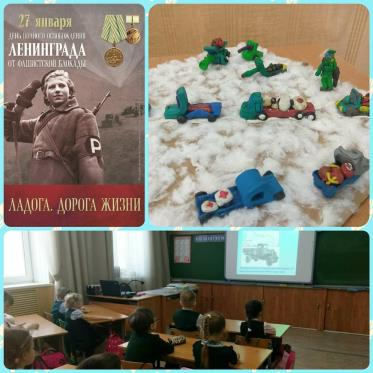 27 января
ДЕНЬ ПОЛНОГО ОСВОБОЖДЕНИЯ
ЛЕНИНГРАДА
ОТ ФАШИСТСКОЙ БЛОКАДЫ
Р
ЛАДОГА. ДОРОГА ЖИЗНИ